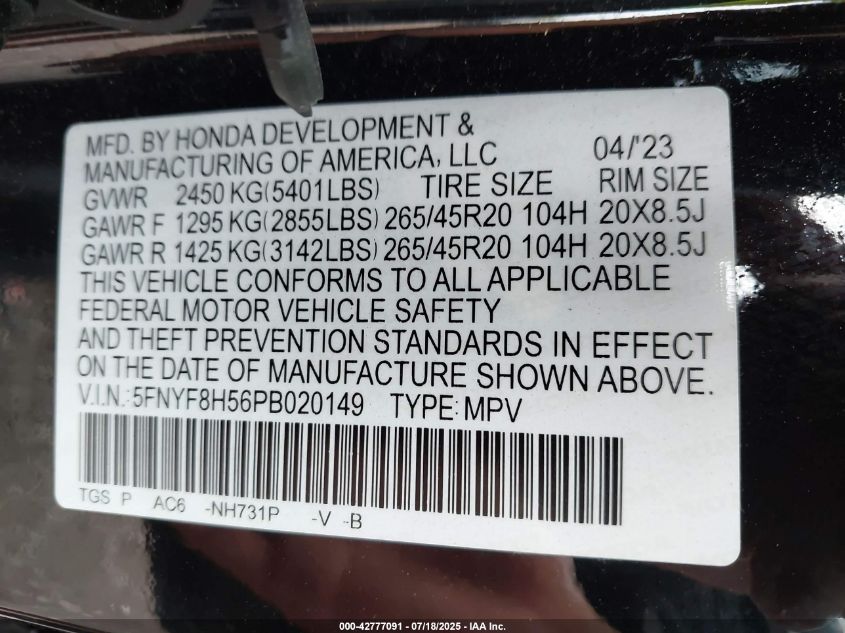 MFD. BY HONDA DEVELOPMENT &
MANUFACTURING OF AMERICA, LLC 04/'23
GVWR 2450 KG(5401LBS) TIRE SIZE RIM SIZE
GAWR F 1295 KG(2855LBS) 265/45R20 104H 20X8.5J
GAWR R 1425 KG(3142LBS) 265/45R20 104H 20X8.5J
THIS VEHICLE CONFORMS TO ALL APPLICABLE
FEDERAL MOTOR VEHICLE SAFETY
AND THEFT PREVENTION STANDARDS IN EFFECT
ON THE DATE OF MANUFACTURE SHOWN ABOVE.
V.I.N.: 5FNYF8H56PB020149 TYPE: MPV
TGS P AC6 -NH731P -V -B
000-42777091 - 07/18/2025 - IAA Inc.